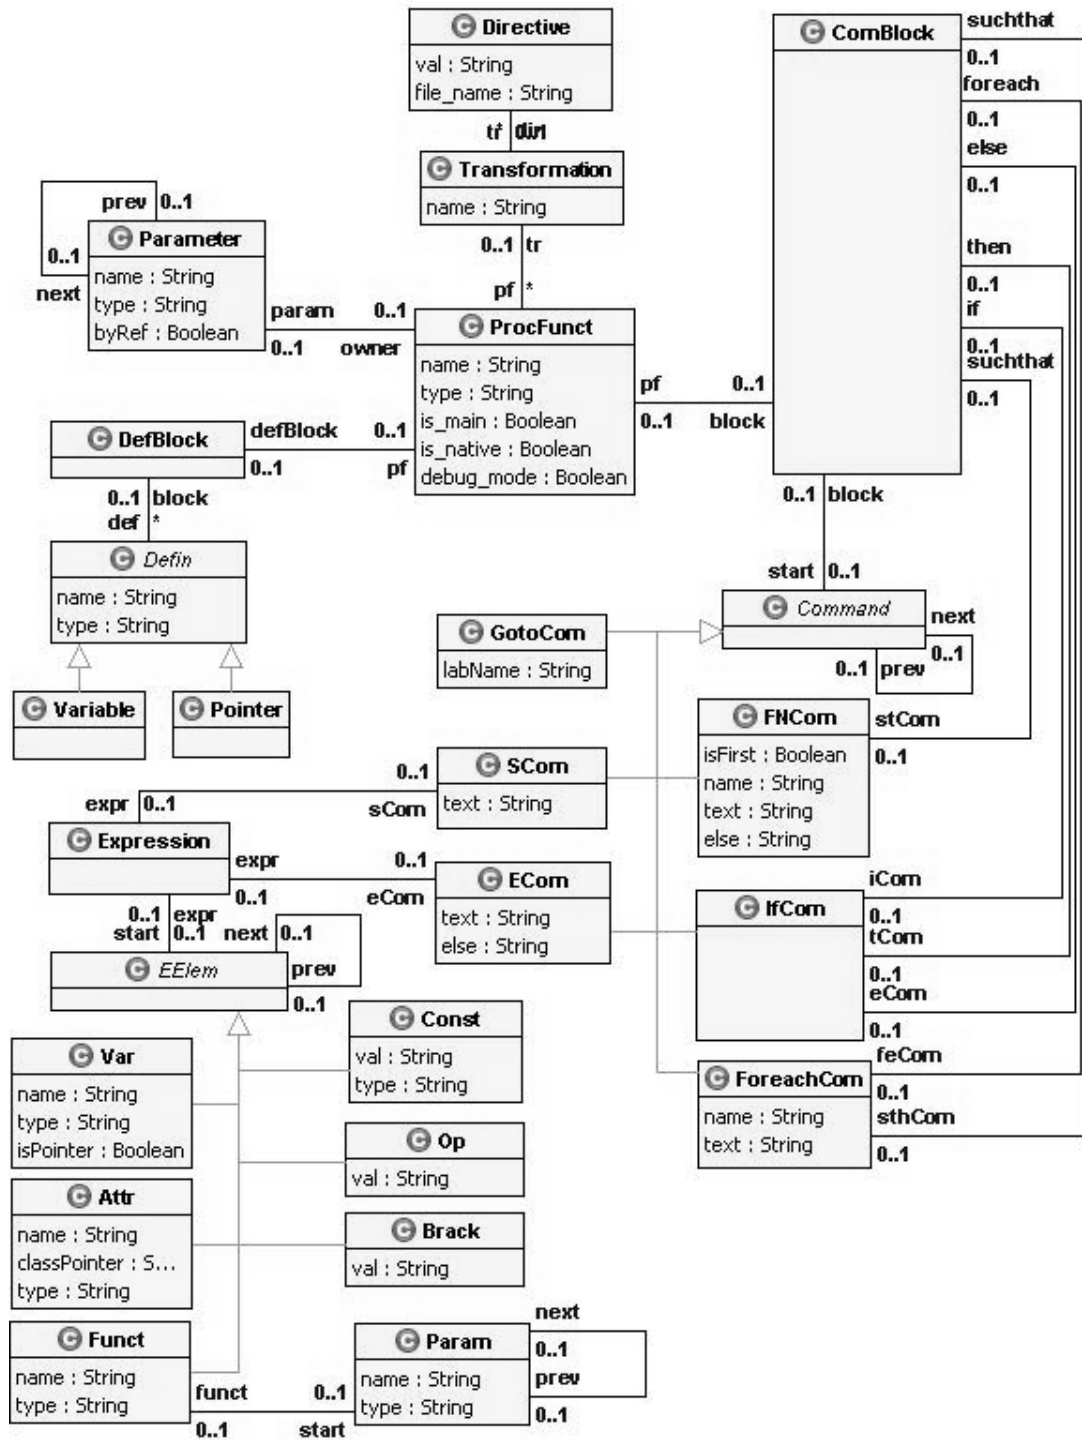 Directive
val : String
file_name : String
tr
Transformation
name : String
0..1 tr
pf *
ComBlock
suchthat
0..1
foreach
0..1
else
0..1
then
0..1
if
0..1
suchthat
0..1
prev 0..1
0..1
next
Parameter
name : String
type : String
byRef : Boolean
param 0..1
0..1 owner
ProcFunct
name : String
type : String
is_main : Boolean
is_native : Boolean
debug_mode : Boolean
pf 0..1
0..1 block
DefBlock
defBlock 0..1
0..1 pf
0..1 block
def *
Defin
name : String
type : String
Variable
Pointer
0..1 block
start 0..1
Command
next
0..1
0..1 prev
GotoCom
labName : String
FNCom
isFirst : Boolean
name : String
text : String
else : String
stCom
0..1
SCom
text : String
0..1
sCom
expr 0..1
Expression
expr 0..1
0..1 eCom
ECom
text : String
else : String
IfCom
iCom
0..1
tCom
0..1
eCom
0..1
0..1 expr
start 0..1
next 0..1
EElem
prev
0..1
ForeachCom
name : String
text : String
feCom
0..1
sthCom
0..1
Const
val : String
type : String
Var
name : String
type : String
isPointer : Boolean
Op
val : String
Attr
name : String
classPointer : S...
type : String
Brack
val : String
Funct
name : String
type : String
funct 0..1
0..1 start
Param
name : String
type : String
next
0..1
prev
0..1